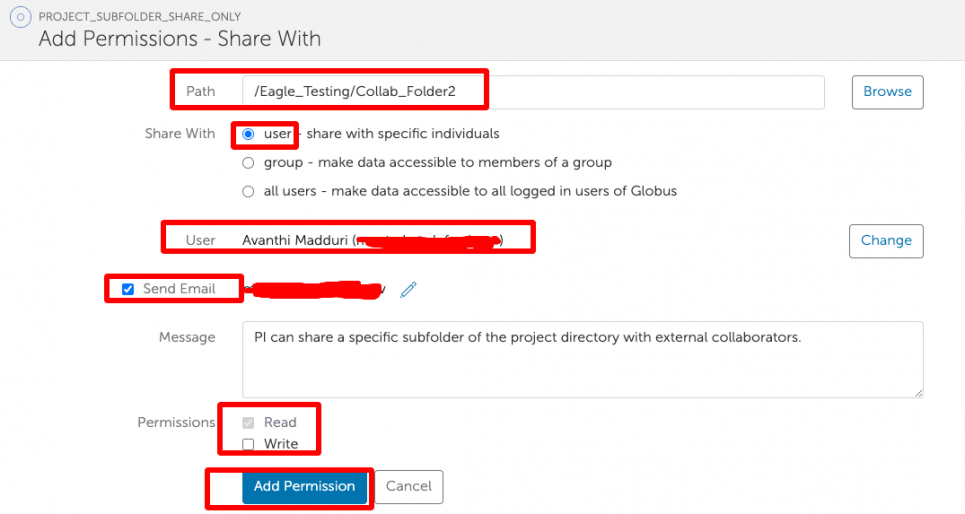 PROJECT_SUBFOLDER_SHARE_ONLY
Add Permissions - Share With
Path /Eagle_Testing/Collab_Folder2 Browse
Share With user - share with specific individuals
group - make data accessible to members of a group
all users - make data accessible to all logged in users of Globus
User Avanthi Madduri ( ) Change
Send Email
Message PI can share a specific subfolder of the project directory with external collaborators.
Permissions Read
Write
Add Permission Cancel